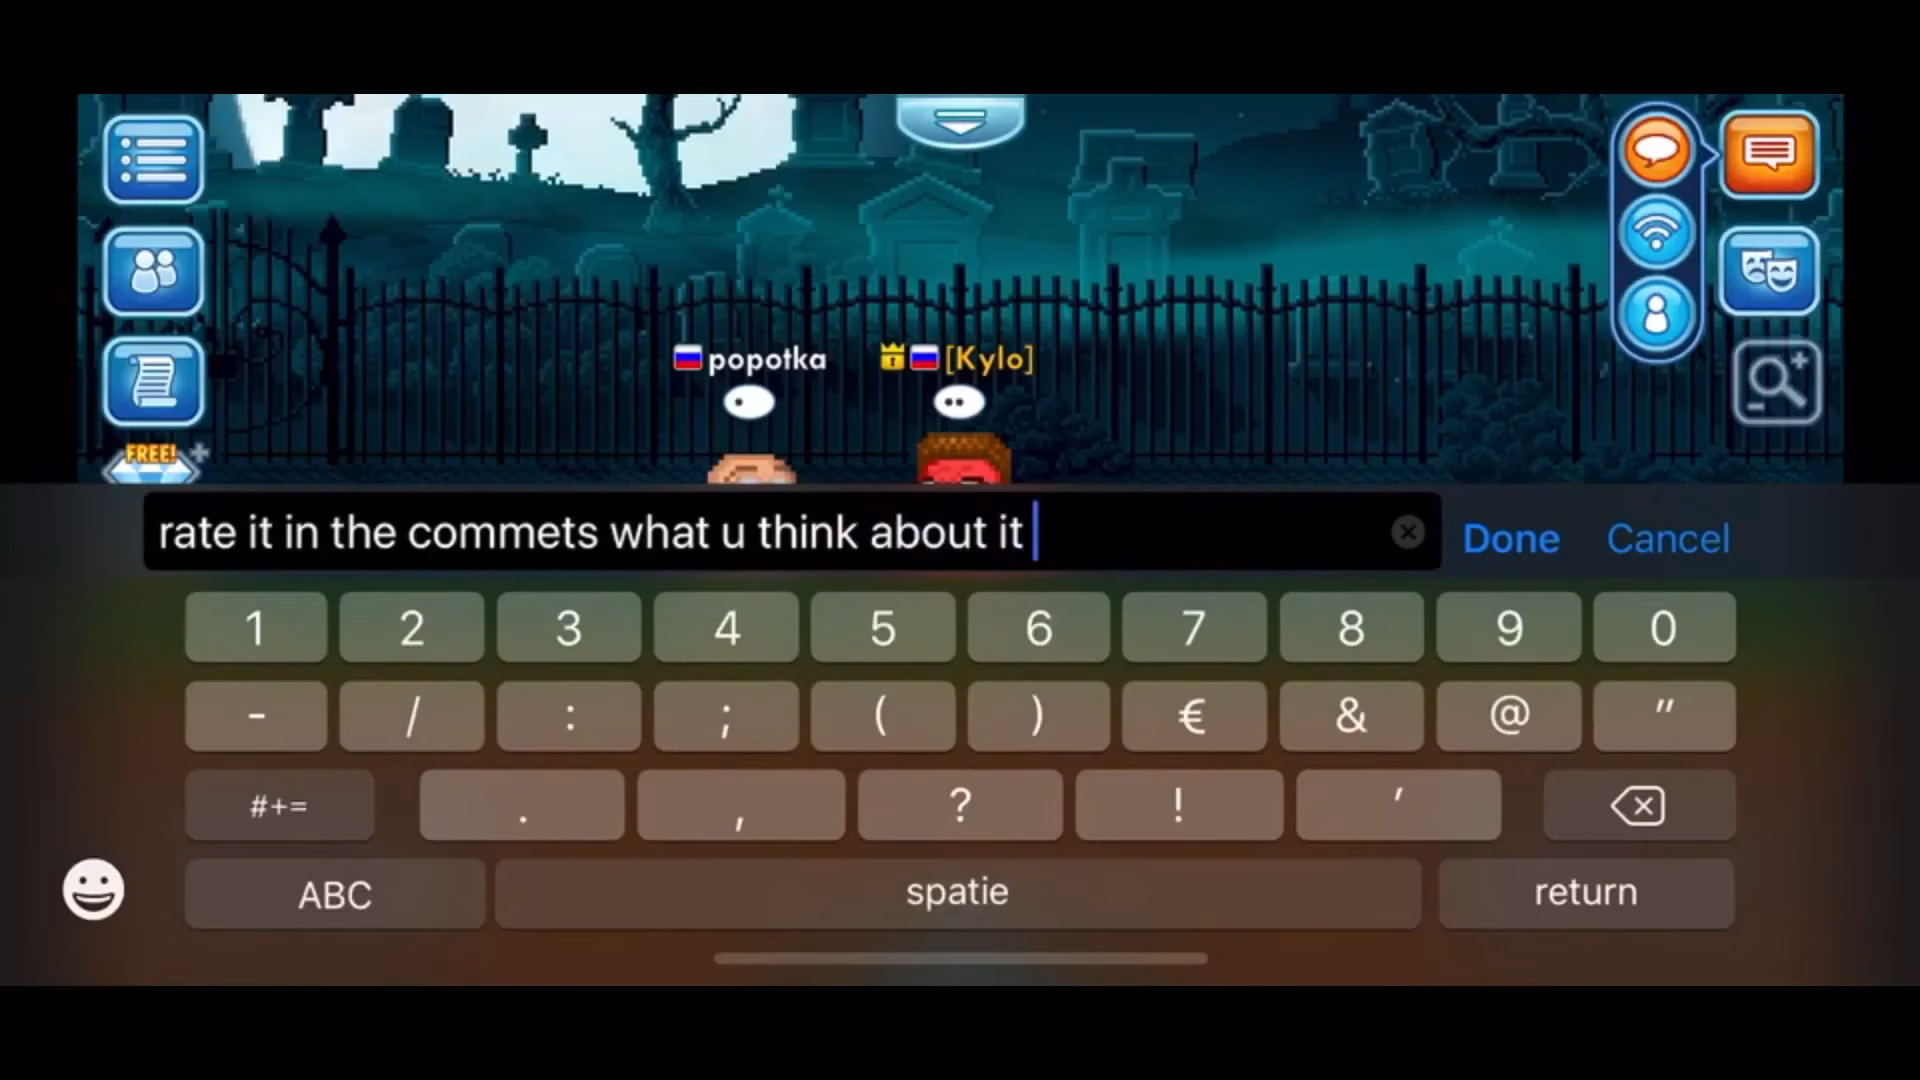 popotka
[Kylo]
FREE!
rate it in the commets what u think about it
Done
Cancel
1 2 3 4 5 6 7 8 9 0
- / : ; ( ) € & @ "
#+= . , ? ! '
ABC spatie return